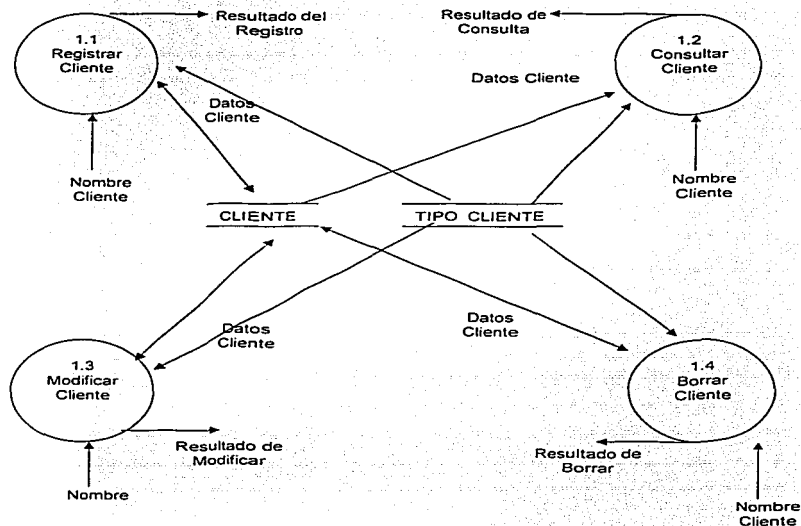 Resultado del
Registro
Resultado de
Consulta
1.1
Registrar
Cliente
1.2
Consultar
Cliente
Datos Cliente
Datos
Cliente
Nombre
Cliente
Nombre
Cliente
CLIENTE
TIPO CLIENTE
Datos
Cliente
Datos
Cliente
1.3
Modificar
Cliente
1.4
Borrar
Cliente
Resultado de
Modificar
Resultado de
Borrar
Nombre
Nombre
Cliente